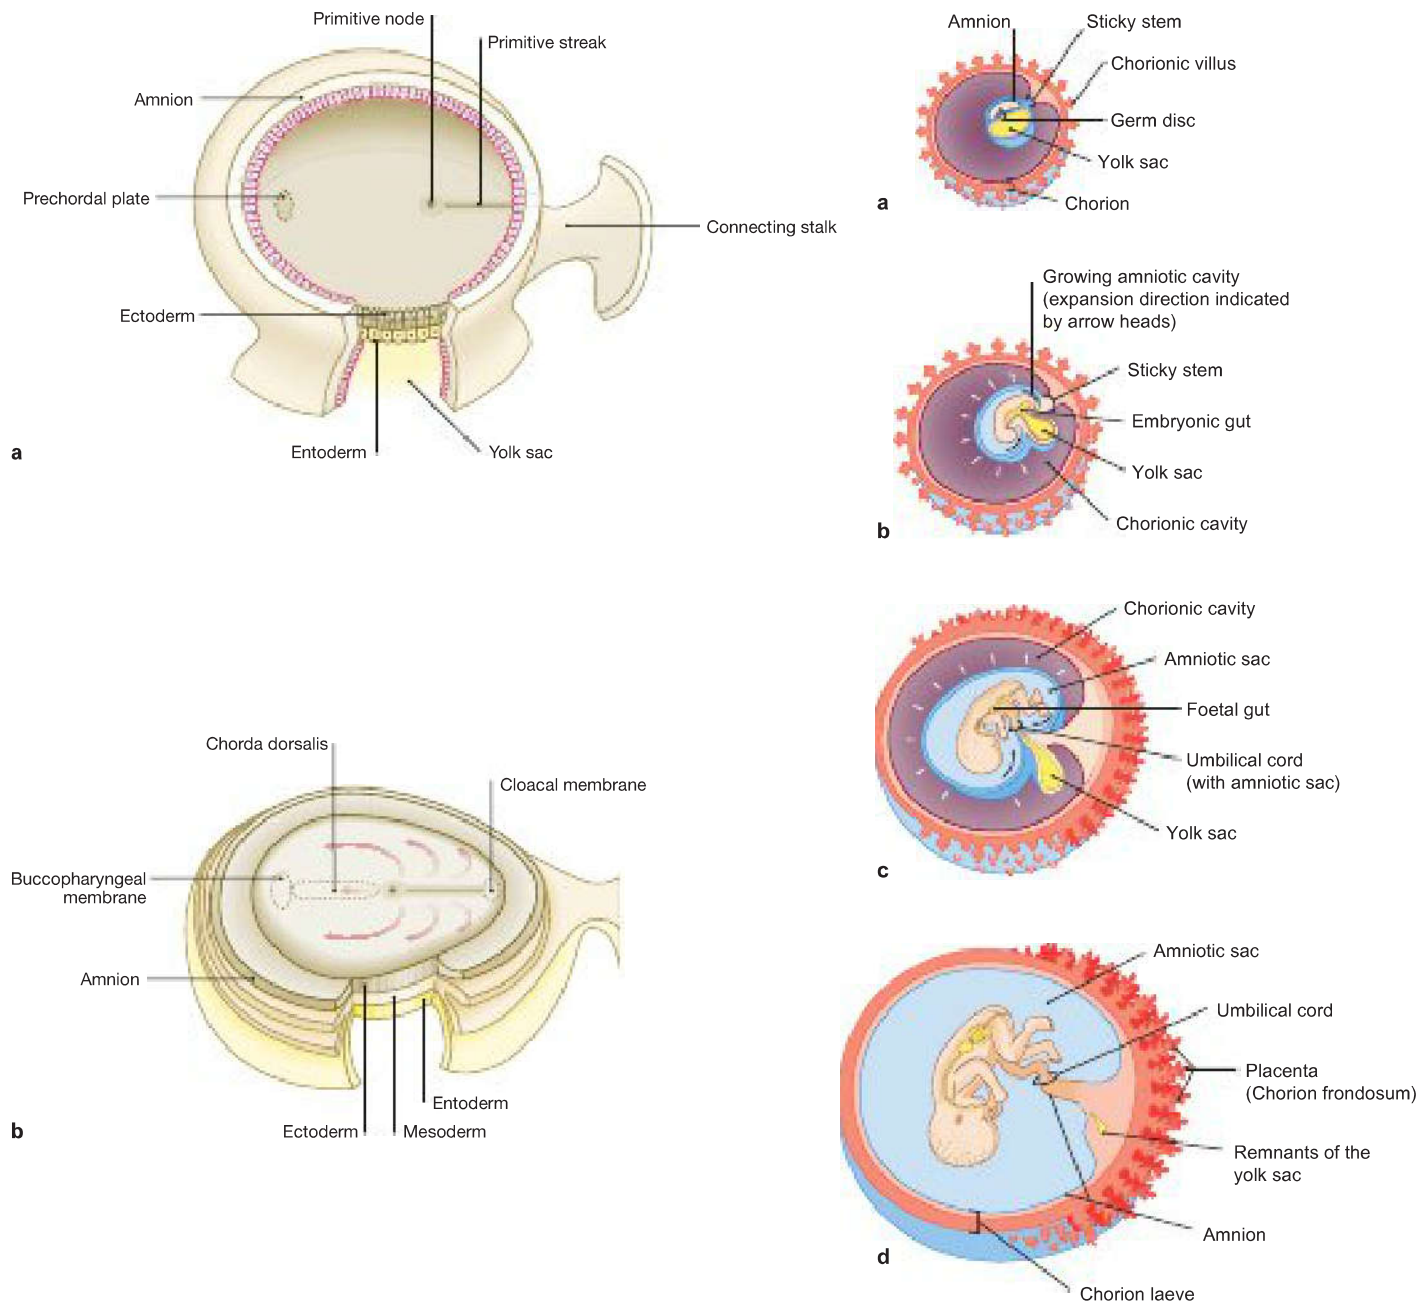 Primitive node
Primitive streak
Amnion
Prechordal plate
Connecting stalk
Ectoderm
Entoderm
Yolk sac
a
Chorda dorsalis
Cloacal membrane
Buccopharyngeal
membrane
Amnion
Entoderm
Ectoderm
Mesoderm
b
Amnion
Sticky stem
Chorionic villus
Germ disc
Yolk sac
Chorion
a
Growing amniotic cavity
(expansion direction indicated
by arrow heads)
Sticky stem
Embryonic gut
Yolk sac
Chorionic cavity
b
Chorionic cavity
Amniotic sac
Foetal gut
Umbilical cord
(with amniotic sac)
Yolk sac
c
Amniotic sac
Umbilical cord
Placenta
(Chorion frondosum)
Remnants of the
yolk sac
Amnion
Chorion laeve
d